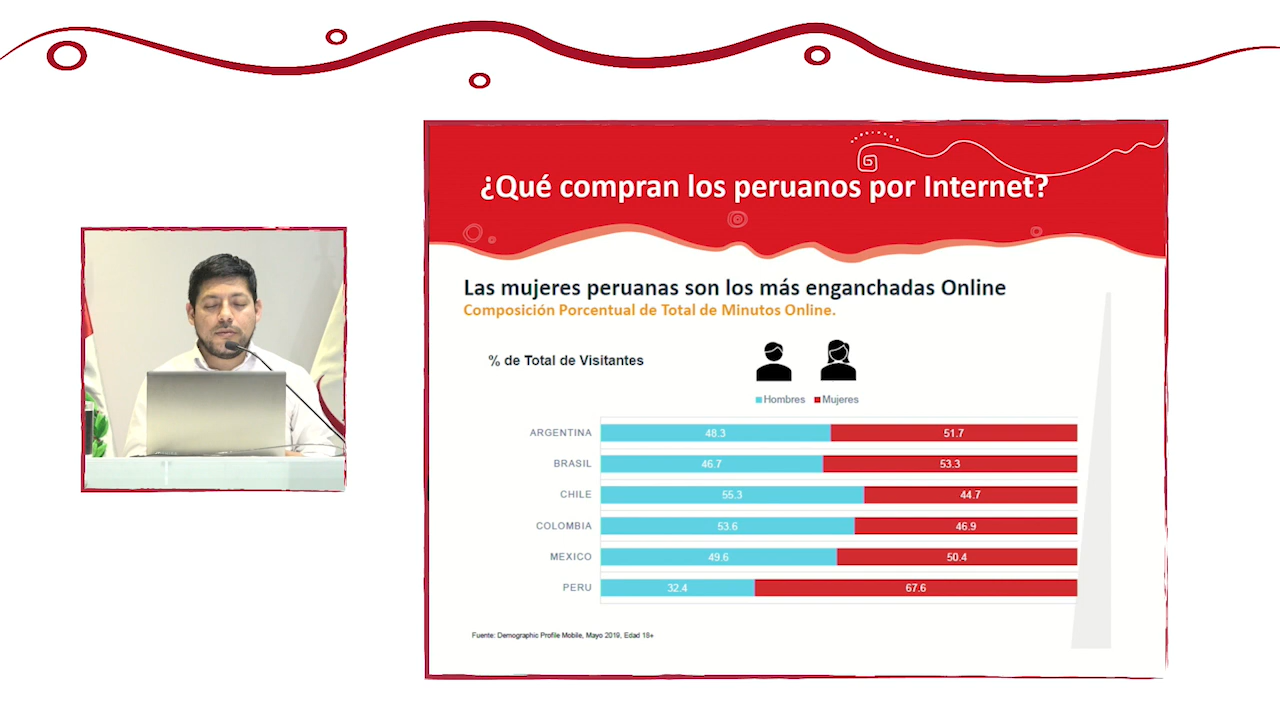 ¿Qué compran los peruanos por Internet?
Las mujeres peruanas son los más enganchadas Online
Composición Porcentual de Total de Minutos Online.
% de Total de Visitantes
Hombres Mujeres
ARGENTINA 48.3 51.7
BRASIL 46.7 53.3
CHILE 55.3 44.7
COLOMBIA 53.6 46.9
MEXICO 49.6 50.4
PERU 32.4 67.6
Fuente: Demographic Profile Mobile, Mayo 2019, Edad 18+